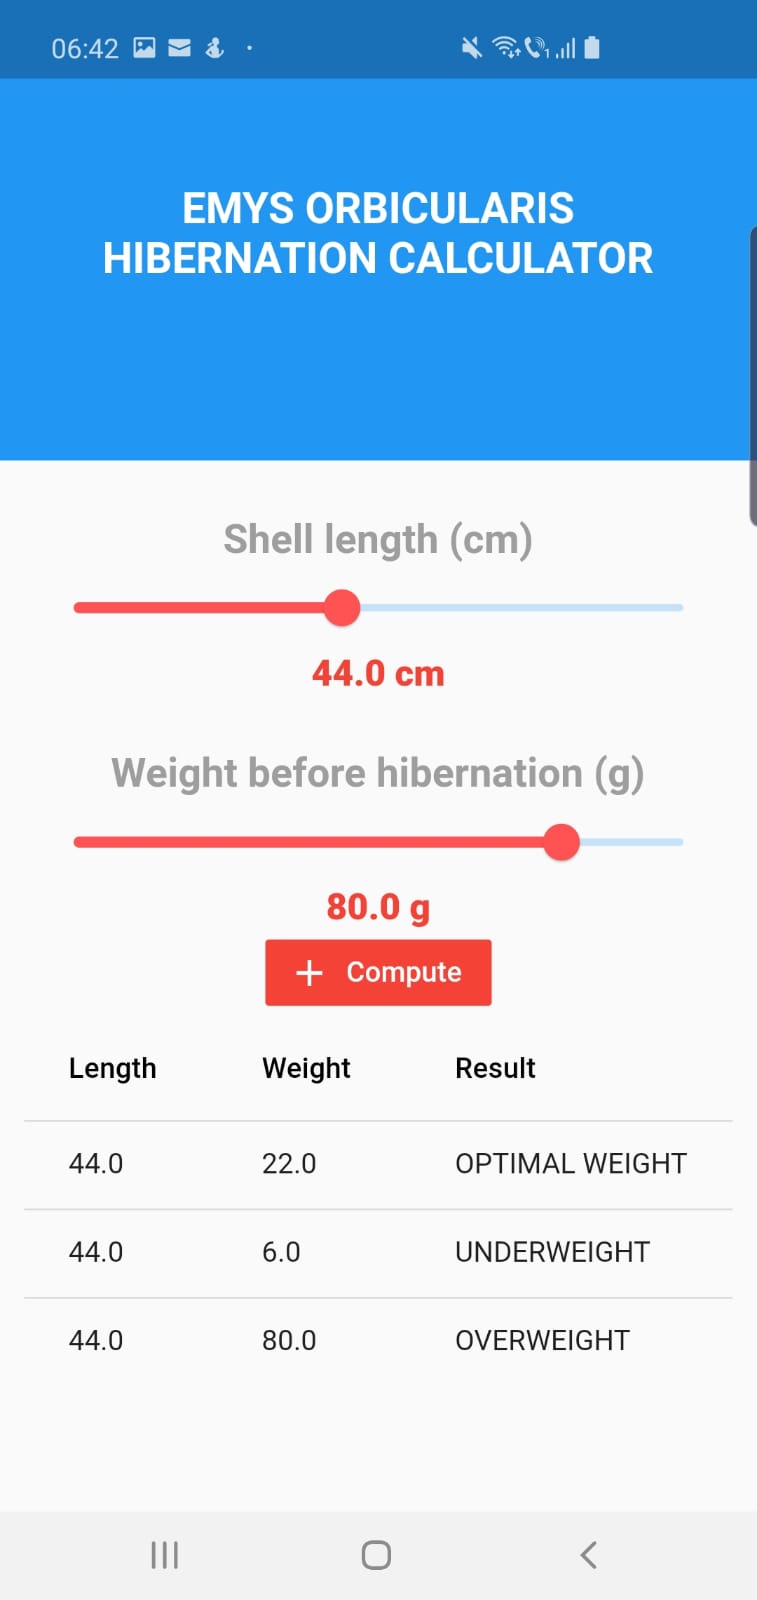 06:42
EMYS ORBICULARIS
HIBERNATION CALCULATOR
Shell length (cm)
44.0 cm
Weight before hibernation (g)
80.0 g
+ Compute
Length Weight Result
44.0 22.0 OPTIMAL WEIGHT
44.0 6.0 UNDERWEIGHT
44.0 80.0 OVERWEIGHT